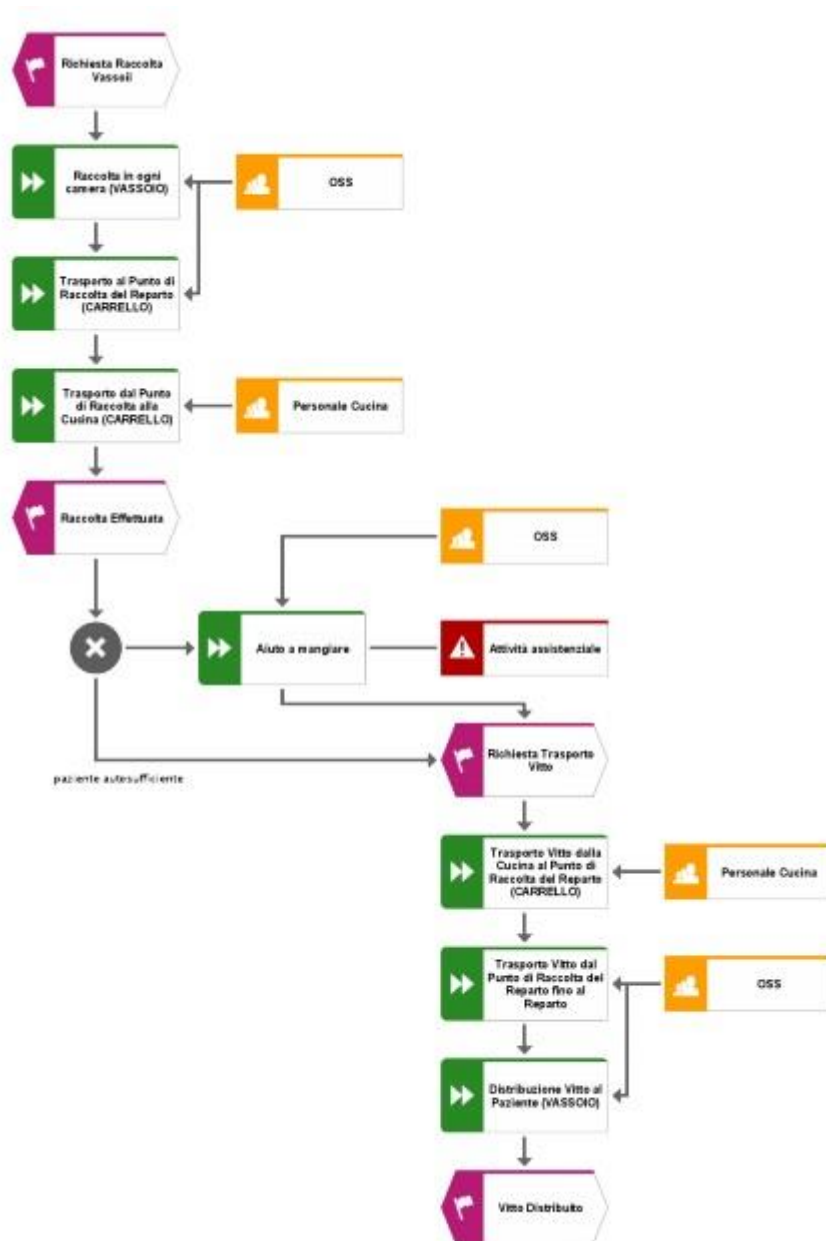 Richiesta Raccolta
Vassoii
Raccolta in ogni
camera (VASSOIO)
OSS
Trasporto al Punto di
Raccolta del Reparto
(CARRELLO)
Trasporto dal Punto
di Raccolta alla
Cucina (CARRELLO)
Personale Cucina
Raccolta Effettuata
OSS
Aiuto a mangiare
Attività assistenziale
Richiesta Trasporto
Vitto
paziente autosufficiente
Trasporto Vitto dalla
Cucina al Punto di
Raccolta del Reparto
(CARRELLO)
Personale Cucina
Trasporto Vitto dal
Punto di Raccolta del
Reparto fino al
Reparto
OSS
Distribuzione Vitto al
Paziente (VASSOIO)
Vitto Distribuito